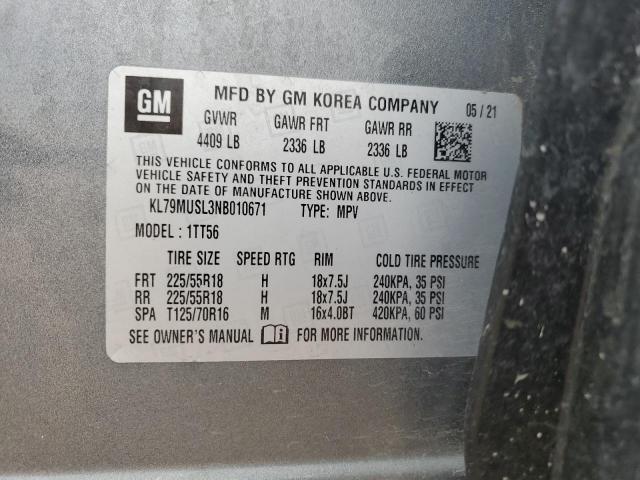 GM MFD BY GM KOREA COMPANY 05 / 21
GVWR GAWR FRT GAWR RR
4409 LB 2336 LB 2336 LB
THIS VEHICLE CONFORMS TO ALL APPLICABLE U.S. FEDERAL MOTOR
VEHICLE SAFETY AND THEFT PREVENTION STANDARDS IN EFFECT
ON THE DATE OF MANUFACTURE SHOWN ABOVE.
KL79MUSL3NB010671 TYPE: MPV
MODEL : 1TT56
TIRE SIZE SPEED RTG RIM COLD TIRE PRESSURE
FRT 225/55R18 H 18x7.5J 240KPA, 35 PSI
RR 225/55R18 H 18x7.5J 240KPA, 35 PSI
SPA T125/70R16 M 16x4.0BT 420KPA, 60 PSI
SEE OWNER'S MANUAL FOR MORE INFORMATION.